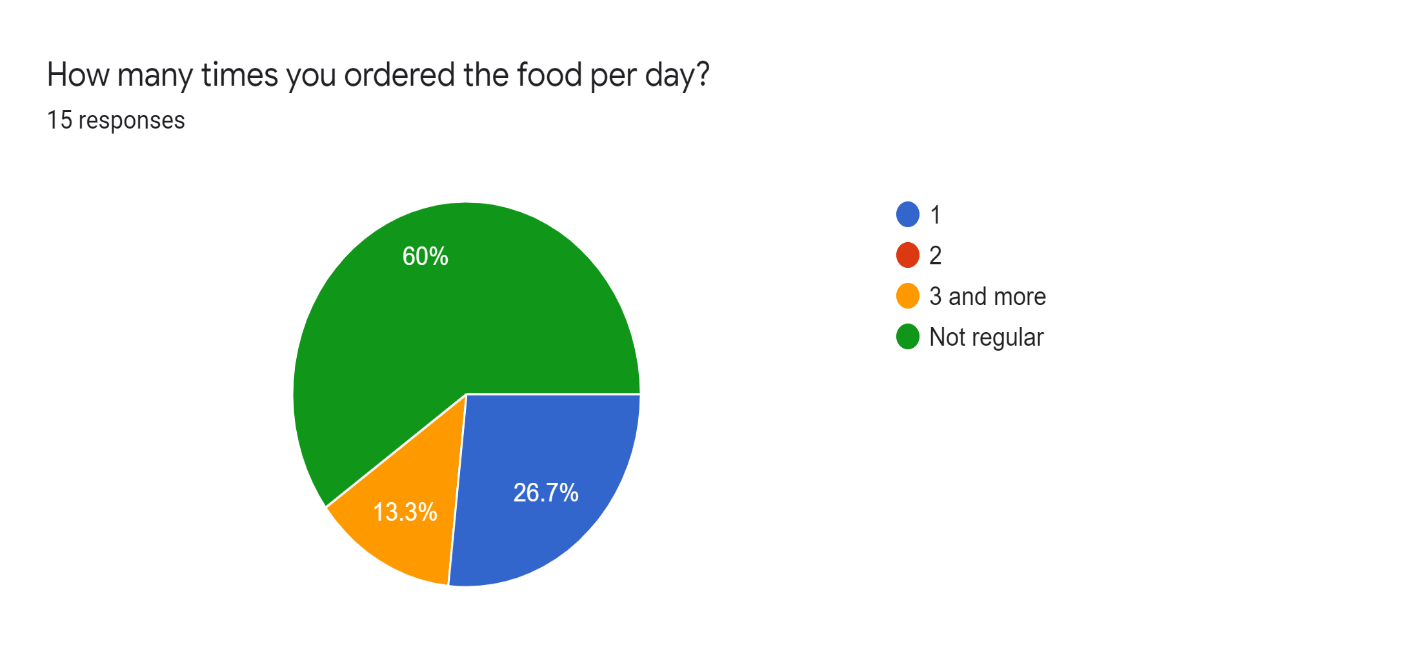 How many times you ordered the food per day?
15 responses
60%
13.3%
26.7%
1
2
3 and more
Not regular